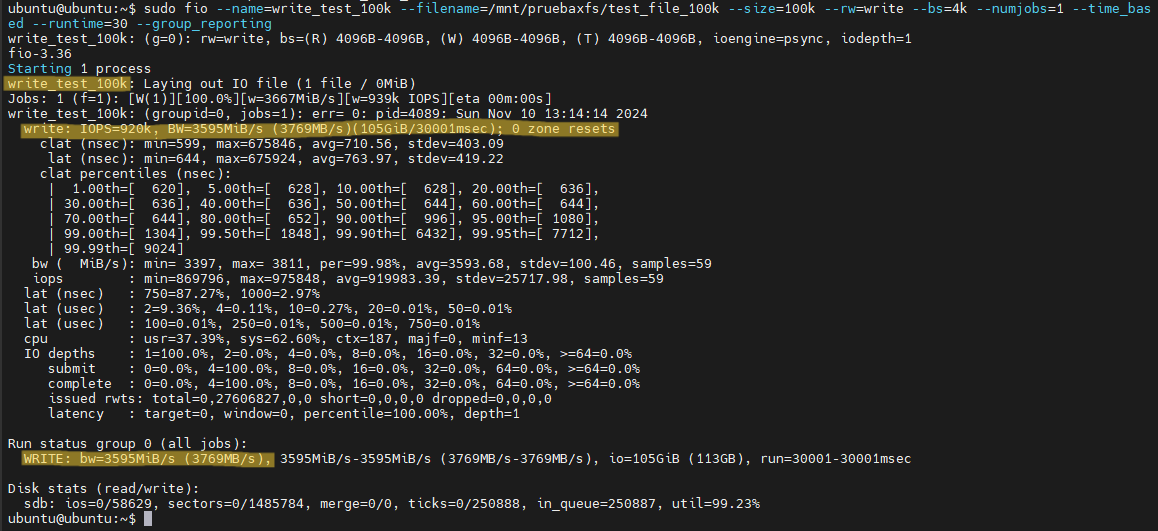 ubuntu@ubuntu:~$ sudo fio --name=write_test_100k --filename=/mnt/pruebaxfs/test_file_100k --size=100k --rw=write --bs=4k --numjobs=1 --time_bas
ed --runtime=30 --group_reporting
write_test_100k: (g=0): rw=write, bs=(R) 4096B-4096B, (W) 4096B-4096B, (T) 4096B-4096B, ioengine=psync, iodepth=1
fio-3.36
Starting 1 process
write_test_100k: Laying out IO file (1 file / 0MiB)
Jobs: 1 (f=1): [W(1)][100.0%][w=3667MiB/s][w=939k IOPS][eta 00m:00s]
write_test_100k: (groupid=0, jobs=1): err= 0: pid=4089: Sun Nov 10 13:14:14 2024
  write: IOPS=920k, BW=3595MiB/s (3769MB/s)(105GiB/30001msec); 0 zone resets
    clat (nsec): min=599, max=675846, avg=710.56, stdev=403.09
     lat (nsec): min=644, max=675924, avg=763.97, stdev=419.22
    clat percentiles (nsec):
     |  1.00th=[  620],  5.00th=[  628], 10.00th=[  628], 20.00th=[  636],
     | 30.00th=[  636], 40.00th=[  636], 50.00th=[  644], 60.00th=[  644],
     | 70.00th=[  644], 80.00th=[  652], 90.00th=[  996], 95.00th=[ 1080],
     | 99.00th=[ 1304], 99.50th=[ 1848], 99.90th=[ 6432], 99.95th=[ 7712],
     | 99.99th=[ 9024]
   bw (  MiB/s): min= 3397, max= 3811, per=99.98%, avg=3593.68, stdev=100.46, samples=59
   iops        : min=869796, max=975848, avg=919983.39, stdev=25717.98, samples=59
  lat (nsec)   : 750=87.27%, 1000=2.97%
  lat (usec)   : 2=9.36%, 4=0.11%, 10=0.27%, 20=0.01%, 50=0.01%
  lat (usec)   : 100=0.01%, 250=0.01%, 500=0.01%, 750=0.01%
  cpu          : usr=37.39%, sys=62.60%, ctx=187, majf=0, minf=13
  IO depths    : 1=100.0%, 2=0.0%, 4=0.0%, 8=0.0%, 16=0.0%, 32=0.0%, >=64=0.0%
     submit    : 0=0.0%, 4=100.0%, 8=0.0%, 16=0.0%, 32=0.0%, 64=0.0%, >=64=0.0%
     complete  : 0=0.0%, 4=100.0%, 8=0.0%, 16=0.0%, 32=0.0%, 64=0.0%, >=64=0.0%
     issued rwts: total=0,27606827,0,0 short=0,0,0,0 dropped=0,0,0,0
     latency   : target=0, window=0, percentile=100.00%, depth=1

Run status group 0 (all jobs):
  WRITE: bw=3595MiB/s (3769MB/s), 3595MiB/s-3595MiB/s (3769MB/s-3769MB/s), io=105GiB (113GB), run=30001-30001msec

Disk stats (read/write):
  sdb: ios=0/58629, sectors=0/1485784, merge=0/0, ticks=0/250888, in_queue=250887, util=99.23%
ubuntu@ubuntu:~$